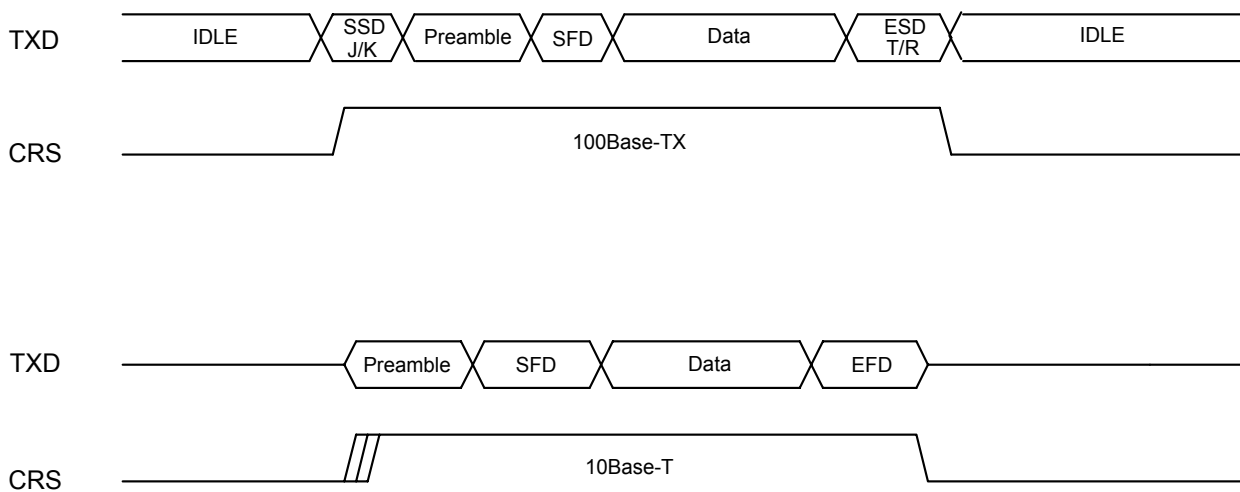 TXD IDLE SSD J/K Preamble SFD Data ESD T/R IDLE
CRS 100Base-TX
TXD Preamble SFD Data EFD
CRS 10Base-T